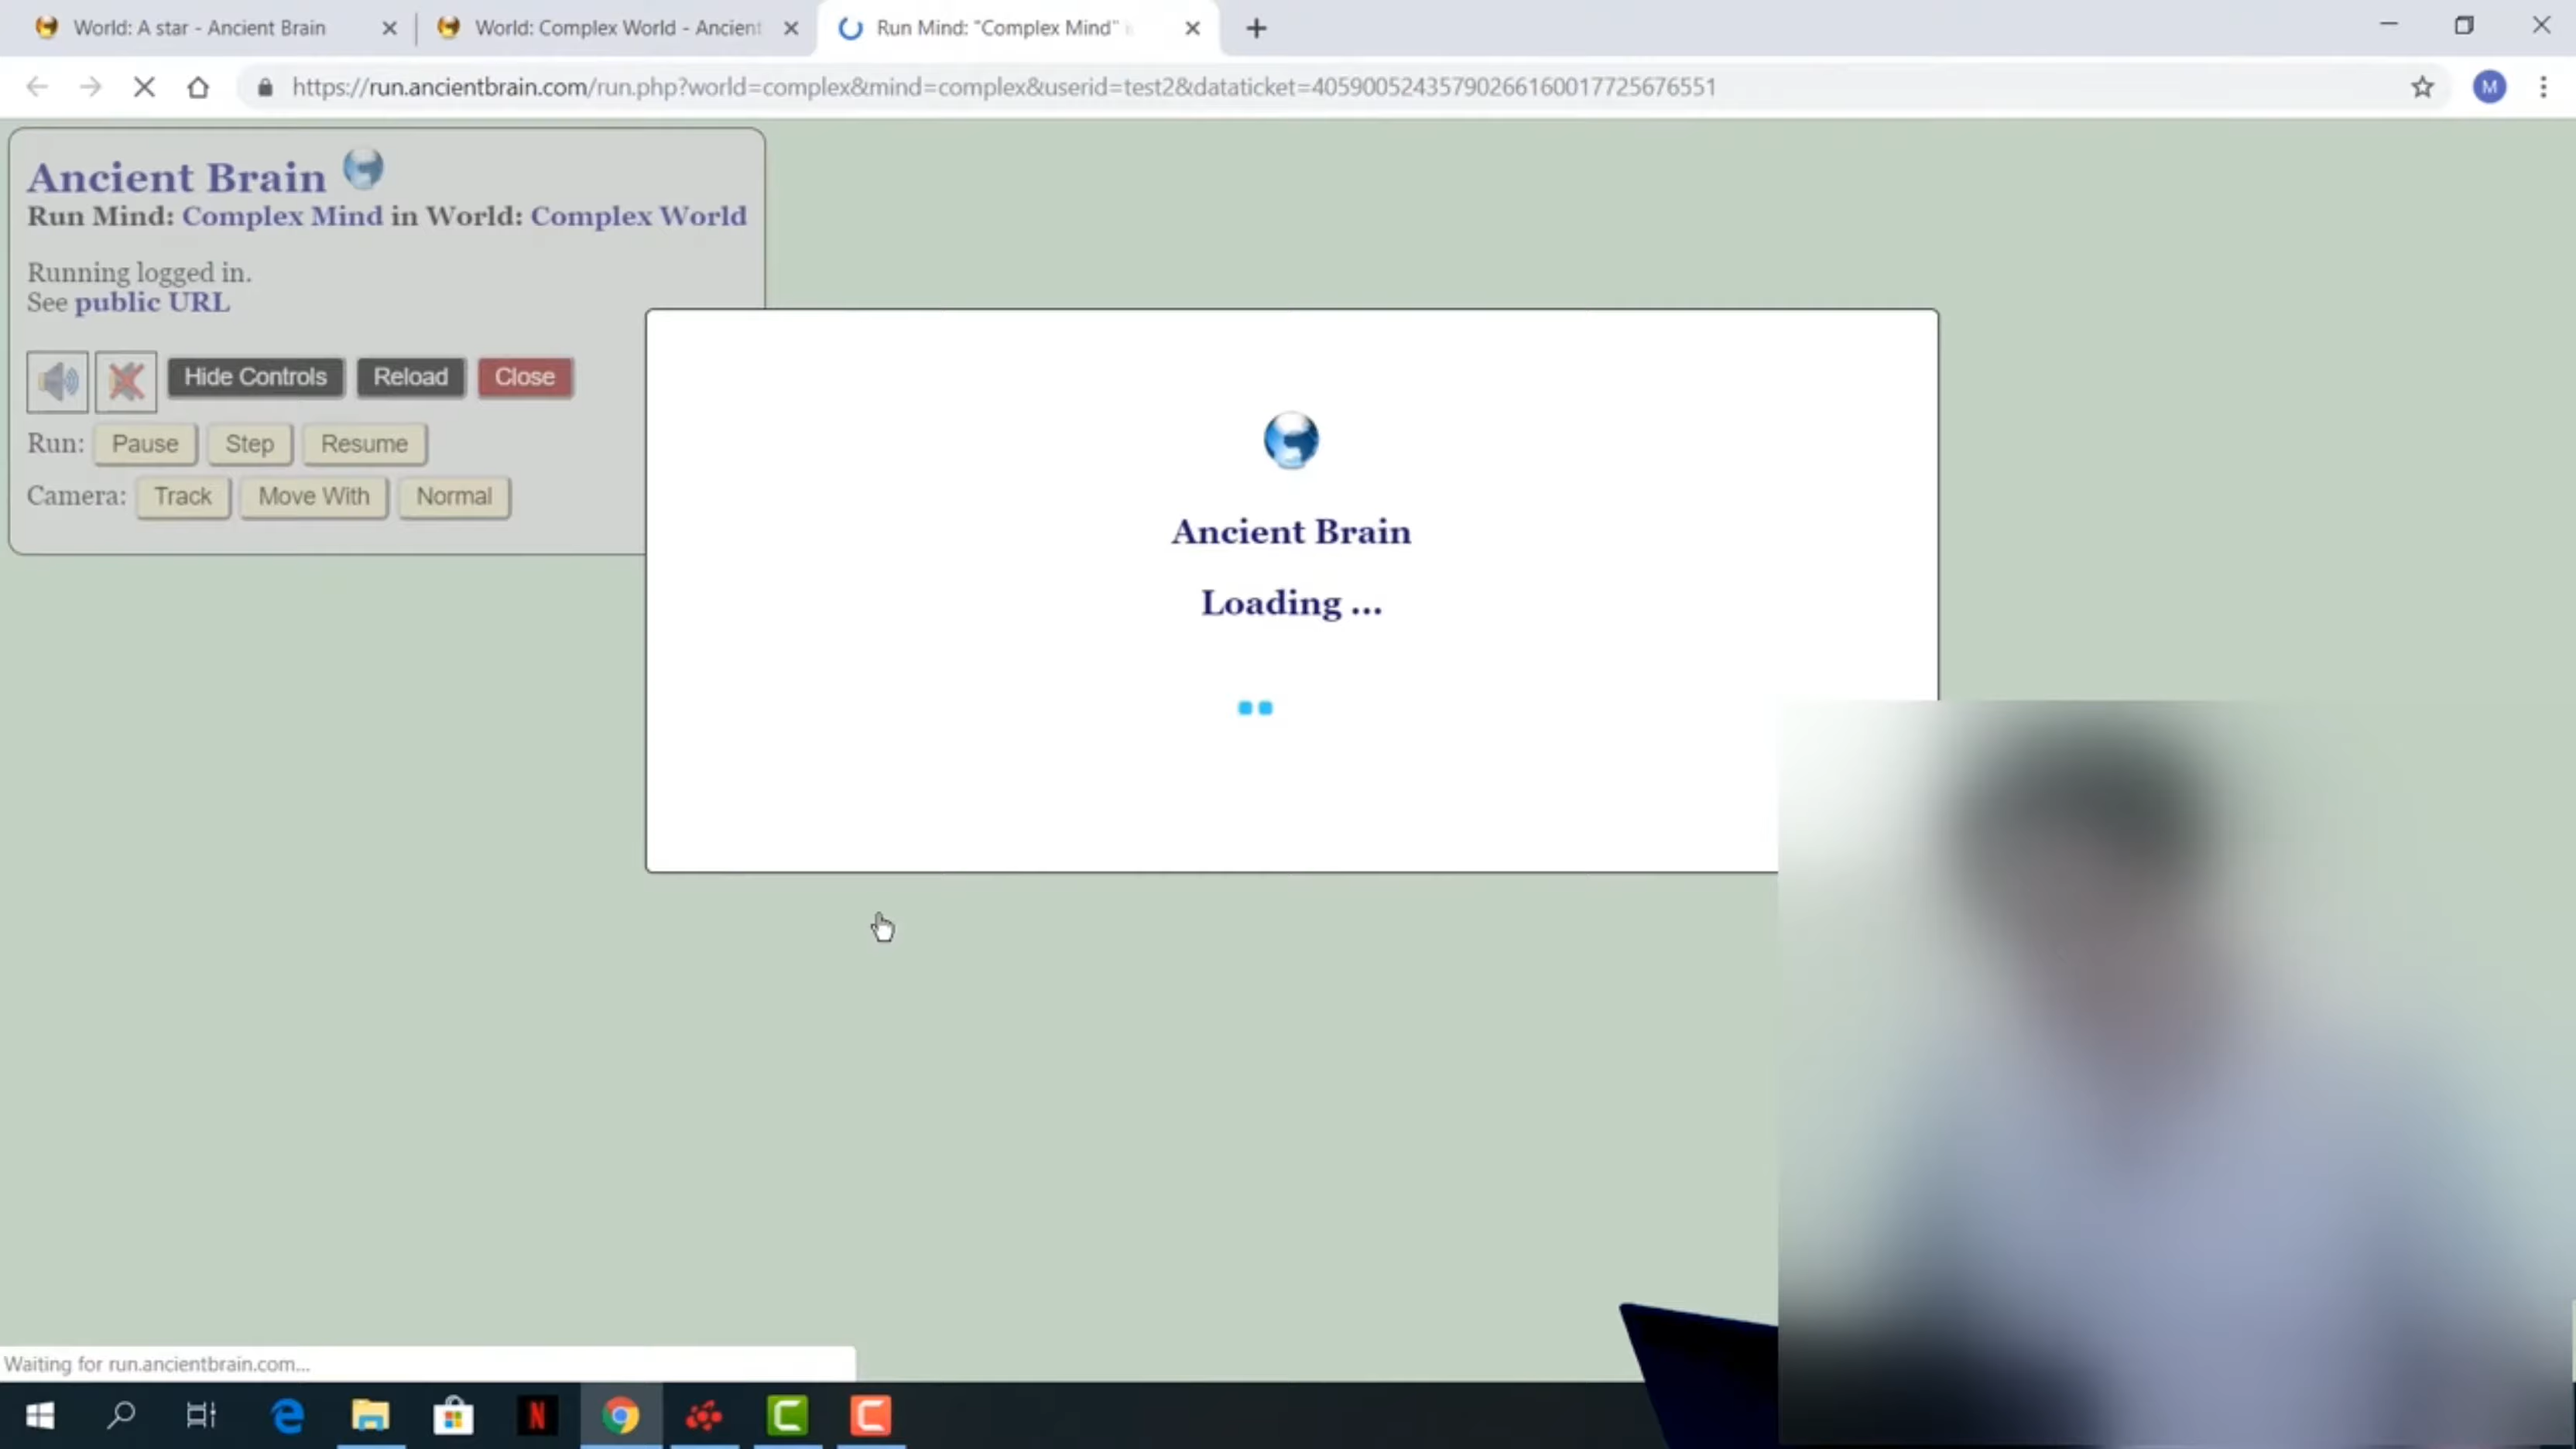 World: A star - Ancient Brain
World: Complex World - Ancient
Run Mind: "Complex Mind"
https://run.ancientbrain.com/run.php?world=complex&mind=complex&userid=test2&dataticket=40590052435790266160017725676551
M
Ancient Brain
Run Mind: Complex Mind in World: Complex World
Running logged in.
See public URL
Hide Controls Reload Close
Run: Pause Step Resume
Camera: Track Move With Normal
Ancient Brain
Loading ...
Waiting for run.ancientbrain.com...